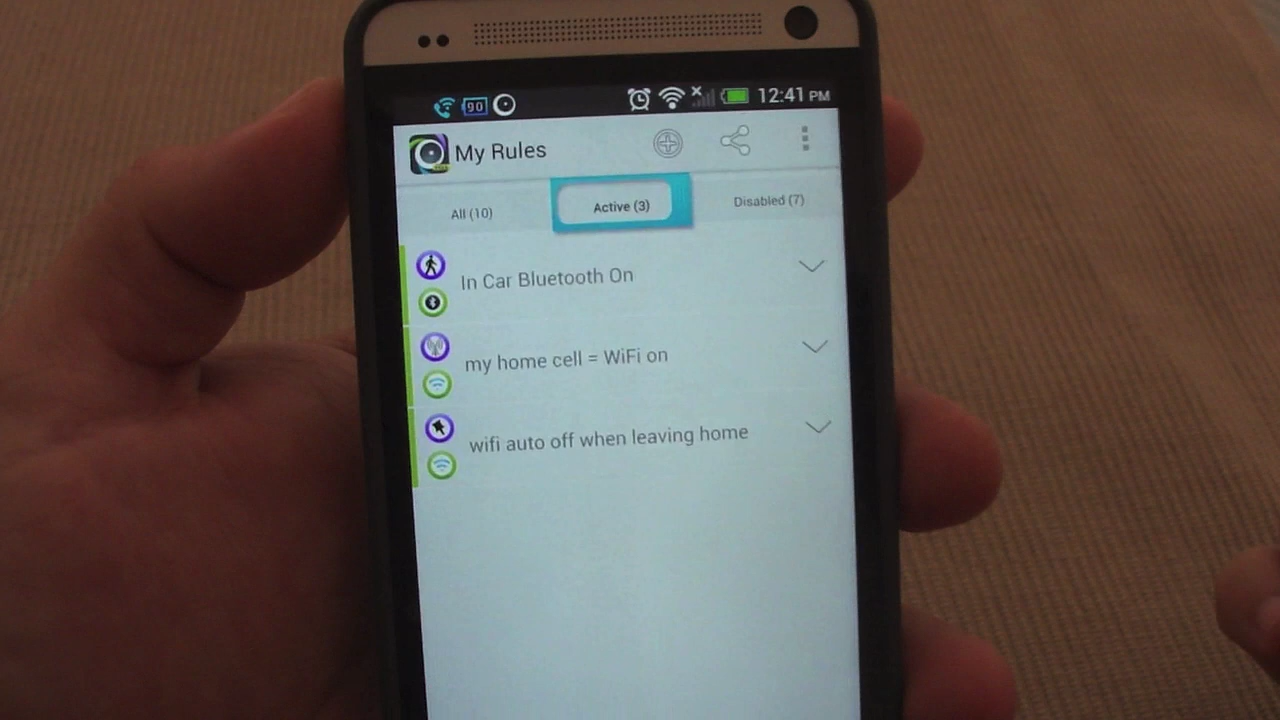 90 12:41 PM
My Rules
All (10) Active (3) Disabled (7)
In Car Bluetooth On
my home cell = WiFi on
wifi auto off when leaving home